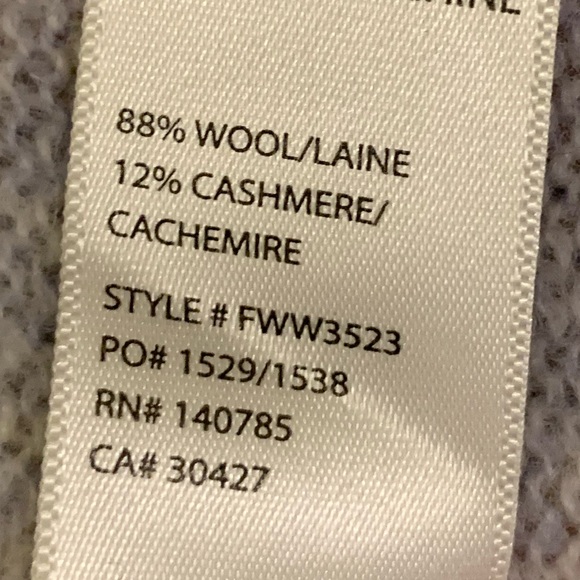 88% WOOL/LAINE
12% CASHMERE/
CACHEMIRE
STYLE # FWW3523
PO# 1529/1538
RN# 140785
CA# 30427